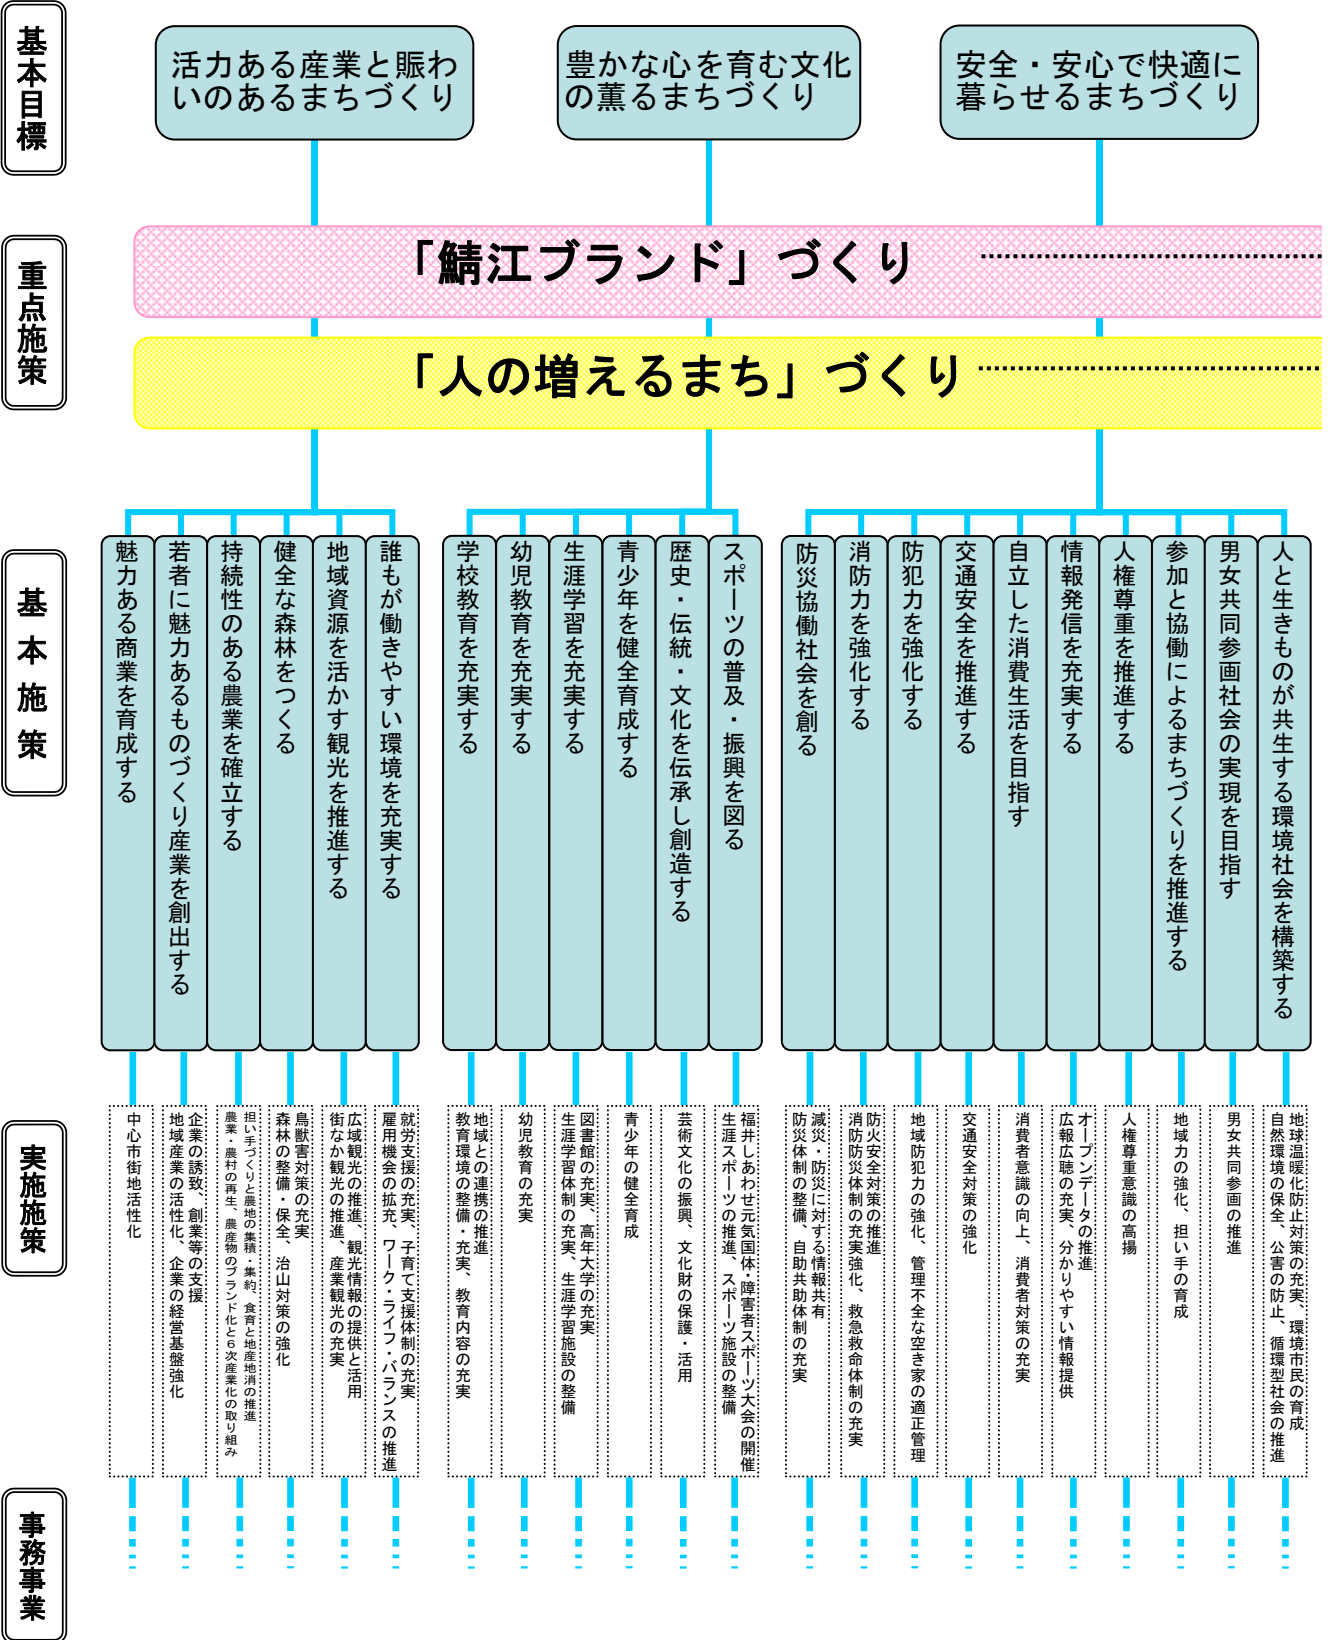 基本目標
活力ある産業と賑わ
いのあるまちづくり
豊かな心を育む文化
の薫るまちづくり
安全・安心で快適に
暮らせるまちづくり
重点施策
「鯖江ブランド」づくり
「人の増えるまち」づくり
基本施策
魅力ある商業を育成する
若者に魅力あるものづくり産業を創出する
持続性のある農業を確立する
健全な森林をつくる
地域資源を活かす観光を推進する
誰もが働きやすい環境を充実する
学校教育を充実する
幼児教育を充実する
生涯学習を充実する
青少年を健全育成する
歴史・伝統・文化を伝承し創造する
スポーツの普及・振興を図る
防災協働社会を創る
消防力を強化する
防犯力を強化する
交通安全を推進する
自立した消費生活を目指す
情報発信を充実する
人権尊重を推進する
参加と協働によるまちづくりを推進する
男女共同参画社会の実現を目指す
人と生きものが共生する環境社会を構築する
実施施策
中心市街地活性化
企業の誘致、創業等の支援
地域産業の活性化、企業の経営基盤強化
担い手づくりと農地の集積・集約、食育と地産地消の推進
農業・農村の再生、農産物のブランド化と6次産業化の取り組み
鳥獣害対策の充実
森林の整備・保全、治山対策の強化
広域観光の推進、観光情報の提供と活用
街なか観光の推進、産業観光の充実
就労支援の充実、子育て支援体制の充実
雇用機会の拡充、ワーク・ライフ・バランスの推進
地域との連携の推進
教育環境の整備・充実、教育内容の充実
幼児教育の充実
図書館の充実、高年大学の充実
生涯学習体制の充実、生涯学習施設の整備
青少年の健全育成
芸術文化の振興、文化財の保護・活用
福井しあわせ元気国体・障害者スポーツ大会の開催
生涯スポーツの推進、スポーツ施設の整備
減災・防災に対する情報共有
防災体制の整備、自助共助体制の充実
防火安全対策の推進
消防防災体制の充実強化、救急救命体制の充実
地域防犯力の強化、管理不全な空き家の適正管理
交通安全対策の強化
消費者意識の向上、消費者対策の充実
オープンデータの推進
広報広聴の充実、分かりやすい情報提供
人権尊重意識の高揚
地域力の強化、担い手の育成
男女共同参画の推進
地球温暖化防止対策の充実、環境市民の育成
自然環境の保全、公害の防止、循環型社会の推進
事務事業